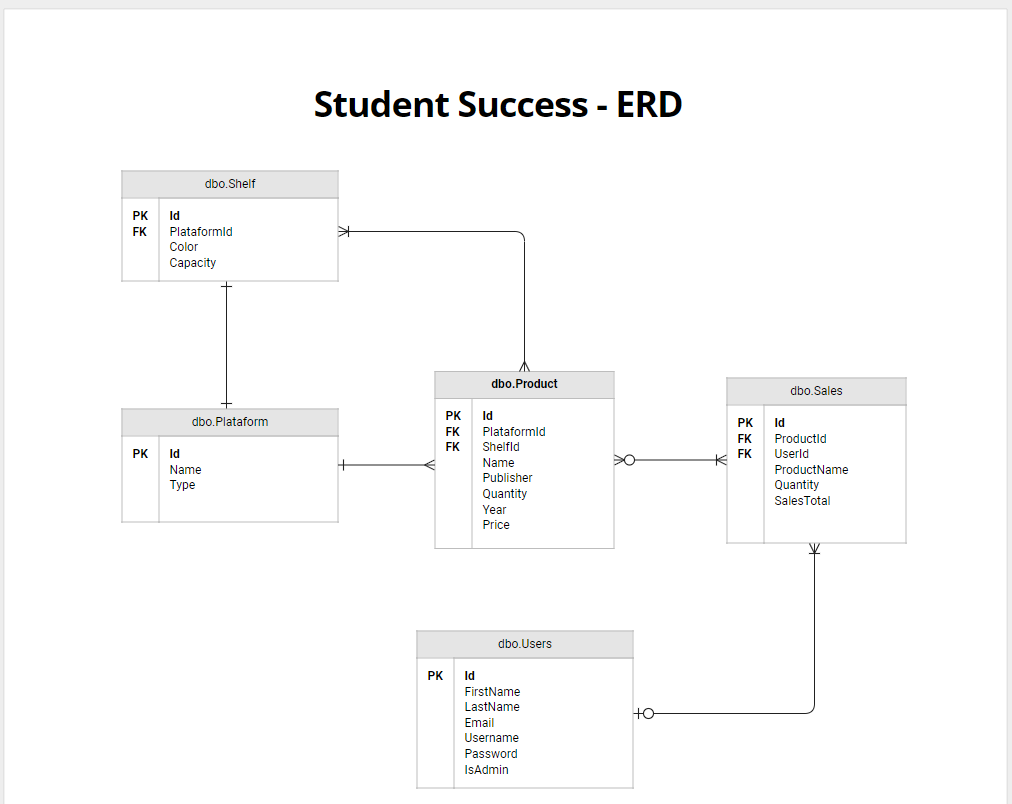 Student Success - ERD
dbo.Shelf
PK Id
FK PlataformId
Color
Capacity
dbo.Plataform
PK Id
Name
Type
dbo.Product
PK Id
FK PlataformId
FK ShelfId
Name
Publisher
Quantity
Year
Price
dbo.Sales
PK Id
FK ProductId
FK UserId
ProductName
Quantity
SalesTotal
dbo.Users
PK Id
FirstName
LastName
Email
Username
Password
IsAdmin